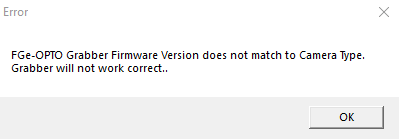 Error
FGe-OPTO Grabber Firmware Version does not match to Camera Type.
Grabber will not work correct..
OK